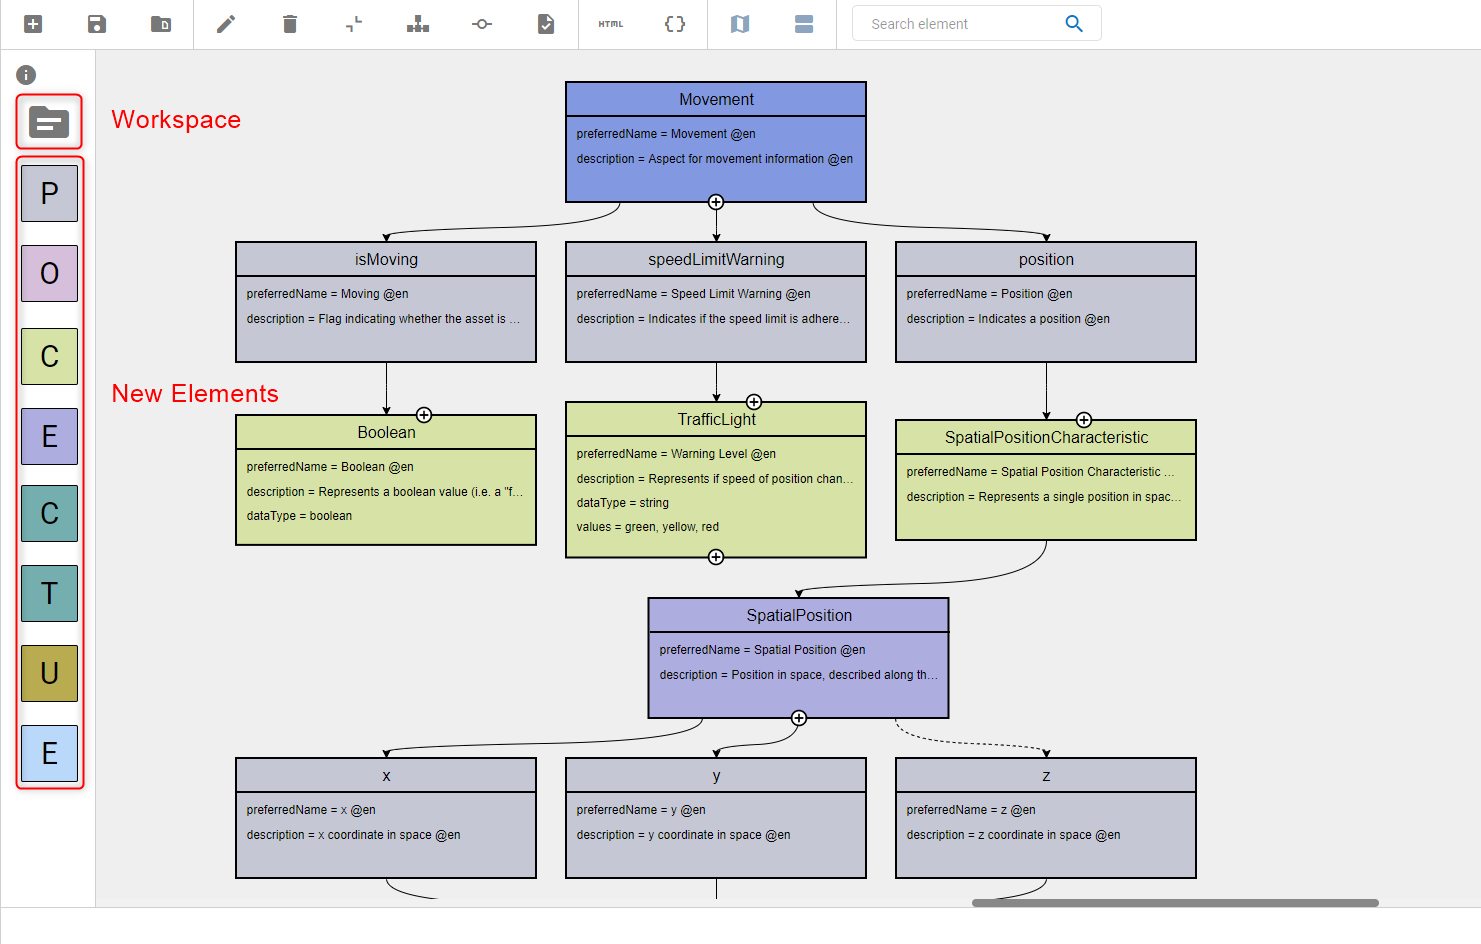 HTML
Search element
Workspace
Movement
preferredName = Movement @en
description = Aspect for movement information @en
P
O
isMoving
preferredName = Moving @en
description = Flag indicating whether the asset is ...
speedLimitWarning
preferredName = Speed Limit Warning @en
description = Indicates if the speed limit is adhere...
position
preferredName = Position @en
description = Indicates a position @en
C
New Elements
E
Boolean
preferredName = Boolean @en
description = Represents a boolean value (i.e. a "f...
dataType = boolean
TrafficLight
preferredName = Warning Level @en
description = Represents if speed of position chan...
dataType = string
values = green, yellow, red
SpatialPositionCharacteristic
preferredName = Spatial Position Characteristic ...
description = Represents a single position in spac...
C
T
SpatialPosition
preferredName = Spatial Position @en
description = Position in space, described along th...
U
E
x
preferredName = x @en
description = x coordinate in space @en
y
preferredName = y @en
description = y coordinate in space @en
z
preferredName = z @en
description = z coordinate in space @en